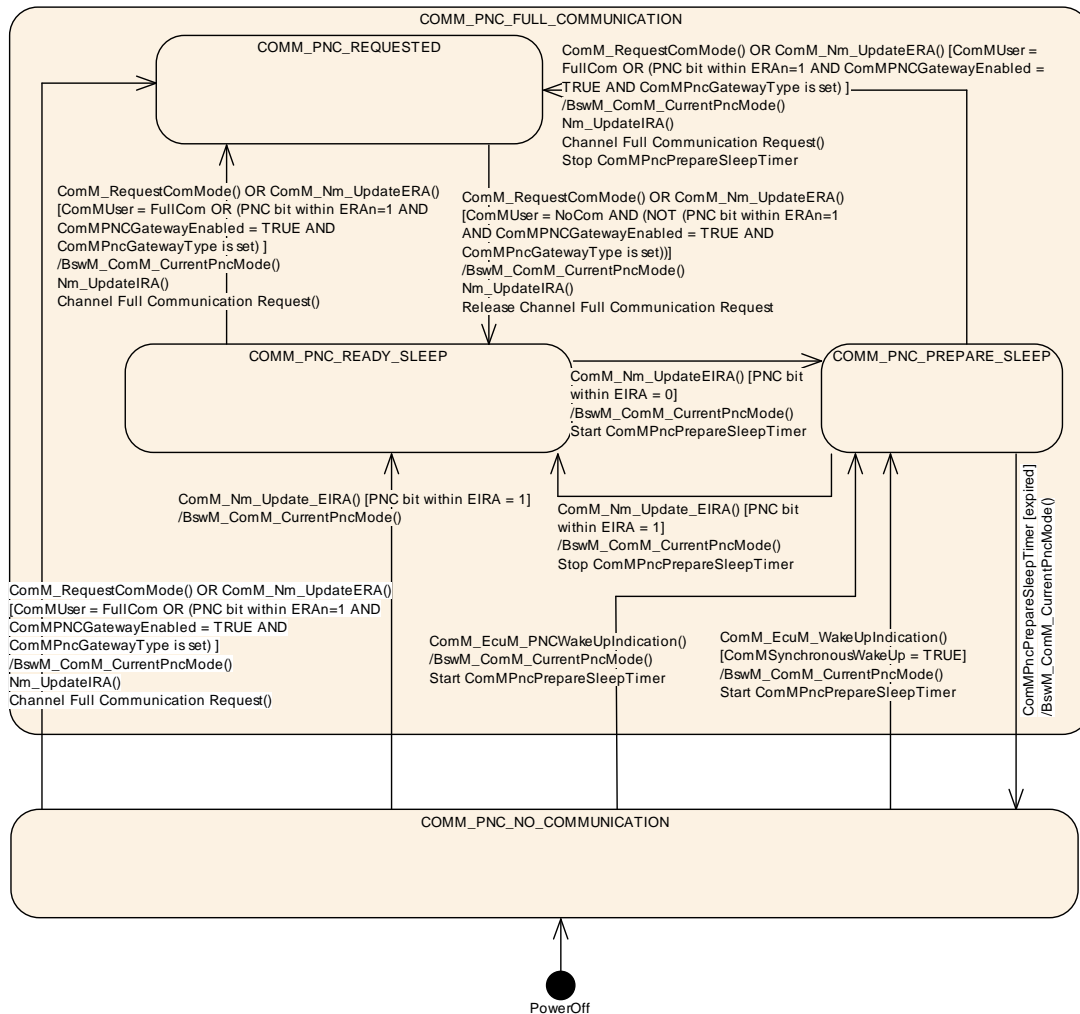 COMM_PNC_FULL_COMMUNICATION
COMM_PNC_REQUESTED
ComM_RequestComMode() OR ComM_Nm_UpdateERA() [ComMUser =
FullCom OR (PNC bit within ERAn=1 AND ComMPNCGatewayEnabled =
TRUE AND ComMPncGatewayType is set) ]
/BswM_ComM_CurrentPncMode()
Nm_UpdateIRA()
Channel Full Communication Request()
Stop ComMPncPrepareSleepTimer
ComM_RequestComMode() OR ComM_Nm_UpdateERA()
[ComMUser = FullCom OR (PNC bit within ERAn=1 AND
ComMPNCGatewayEnabled = TRUE AND
ComMPncGatewayType is set) ]
/BswM_ComM_CurrentPncMode()
Nm_UpdateIRA()
Channel Full Communication Request()
ComM_RequestComMode() OR ComM_Nm_UpdateERA()
[ComMUser = NoCom AND (NOT (PNC bit within ERAn=1
AND ComMPNCGatewayEnabled = TRUE AND
ComMPncGatewayType is set))]
/BswM_ComM_CurrentPncMode()
Nm_UpdateIRA()
Release Channel Full Communication Request
COMM_PNC_READY_SLEEP
COMM_PNC_PREPARE_SLEEP
ComM_Nm_UpdateEIRA() [PNC bit
within EIRA = 0]
/BswM_ComM_CurrentPncMode()
Start ComMPncPrepareSleepTimer
ComM_Nm_Update_EIRA() [PNC bit within EIRA = 1]
/BswM_ComM_CurrentPncMode()
ComM_Nm_Update_EIRA() [PNC bit
within EIRA = 1]
/BswM_ComM_CurrentPncMode()
Stop ComMPncPrepareSleepTimer
ComMPncPrepareSleepTimer [expired]
/BswM_ComM_CurrentPncMode()
ComM_RequestComMode() OR ComM_Nm_UpdateERA()
[ComMUser = FullCom OR (PNC bit within ERAn=1 AND
ComMPNCGatewayEnabled = TRUE AND
ComMPncGatewayType is set) ]
/BswM_ComM_CurrentPncMode()
Nm_UpdateIRA()
Channel Full Communication Request()
ComM_EcuM_PNCWakeUpIndication()
/BswM_ComM_CurrentPncMode()
Start ComMPncPrepareSleepTimer
ComM_EcuM_WakeUpIndication()
[ComMSynchronousWakeUp = TRUE]
/BswM_ComM_CurrentPncMode()
Start ComMPncPrepareSleepTimer
COMM_PNC_NO_COMMUNICATION
PowerOff